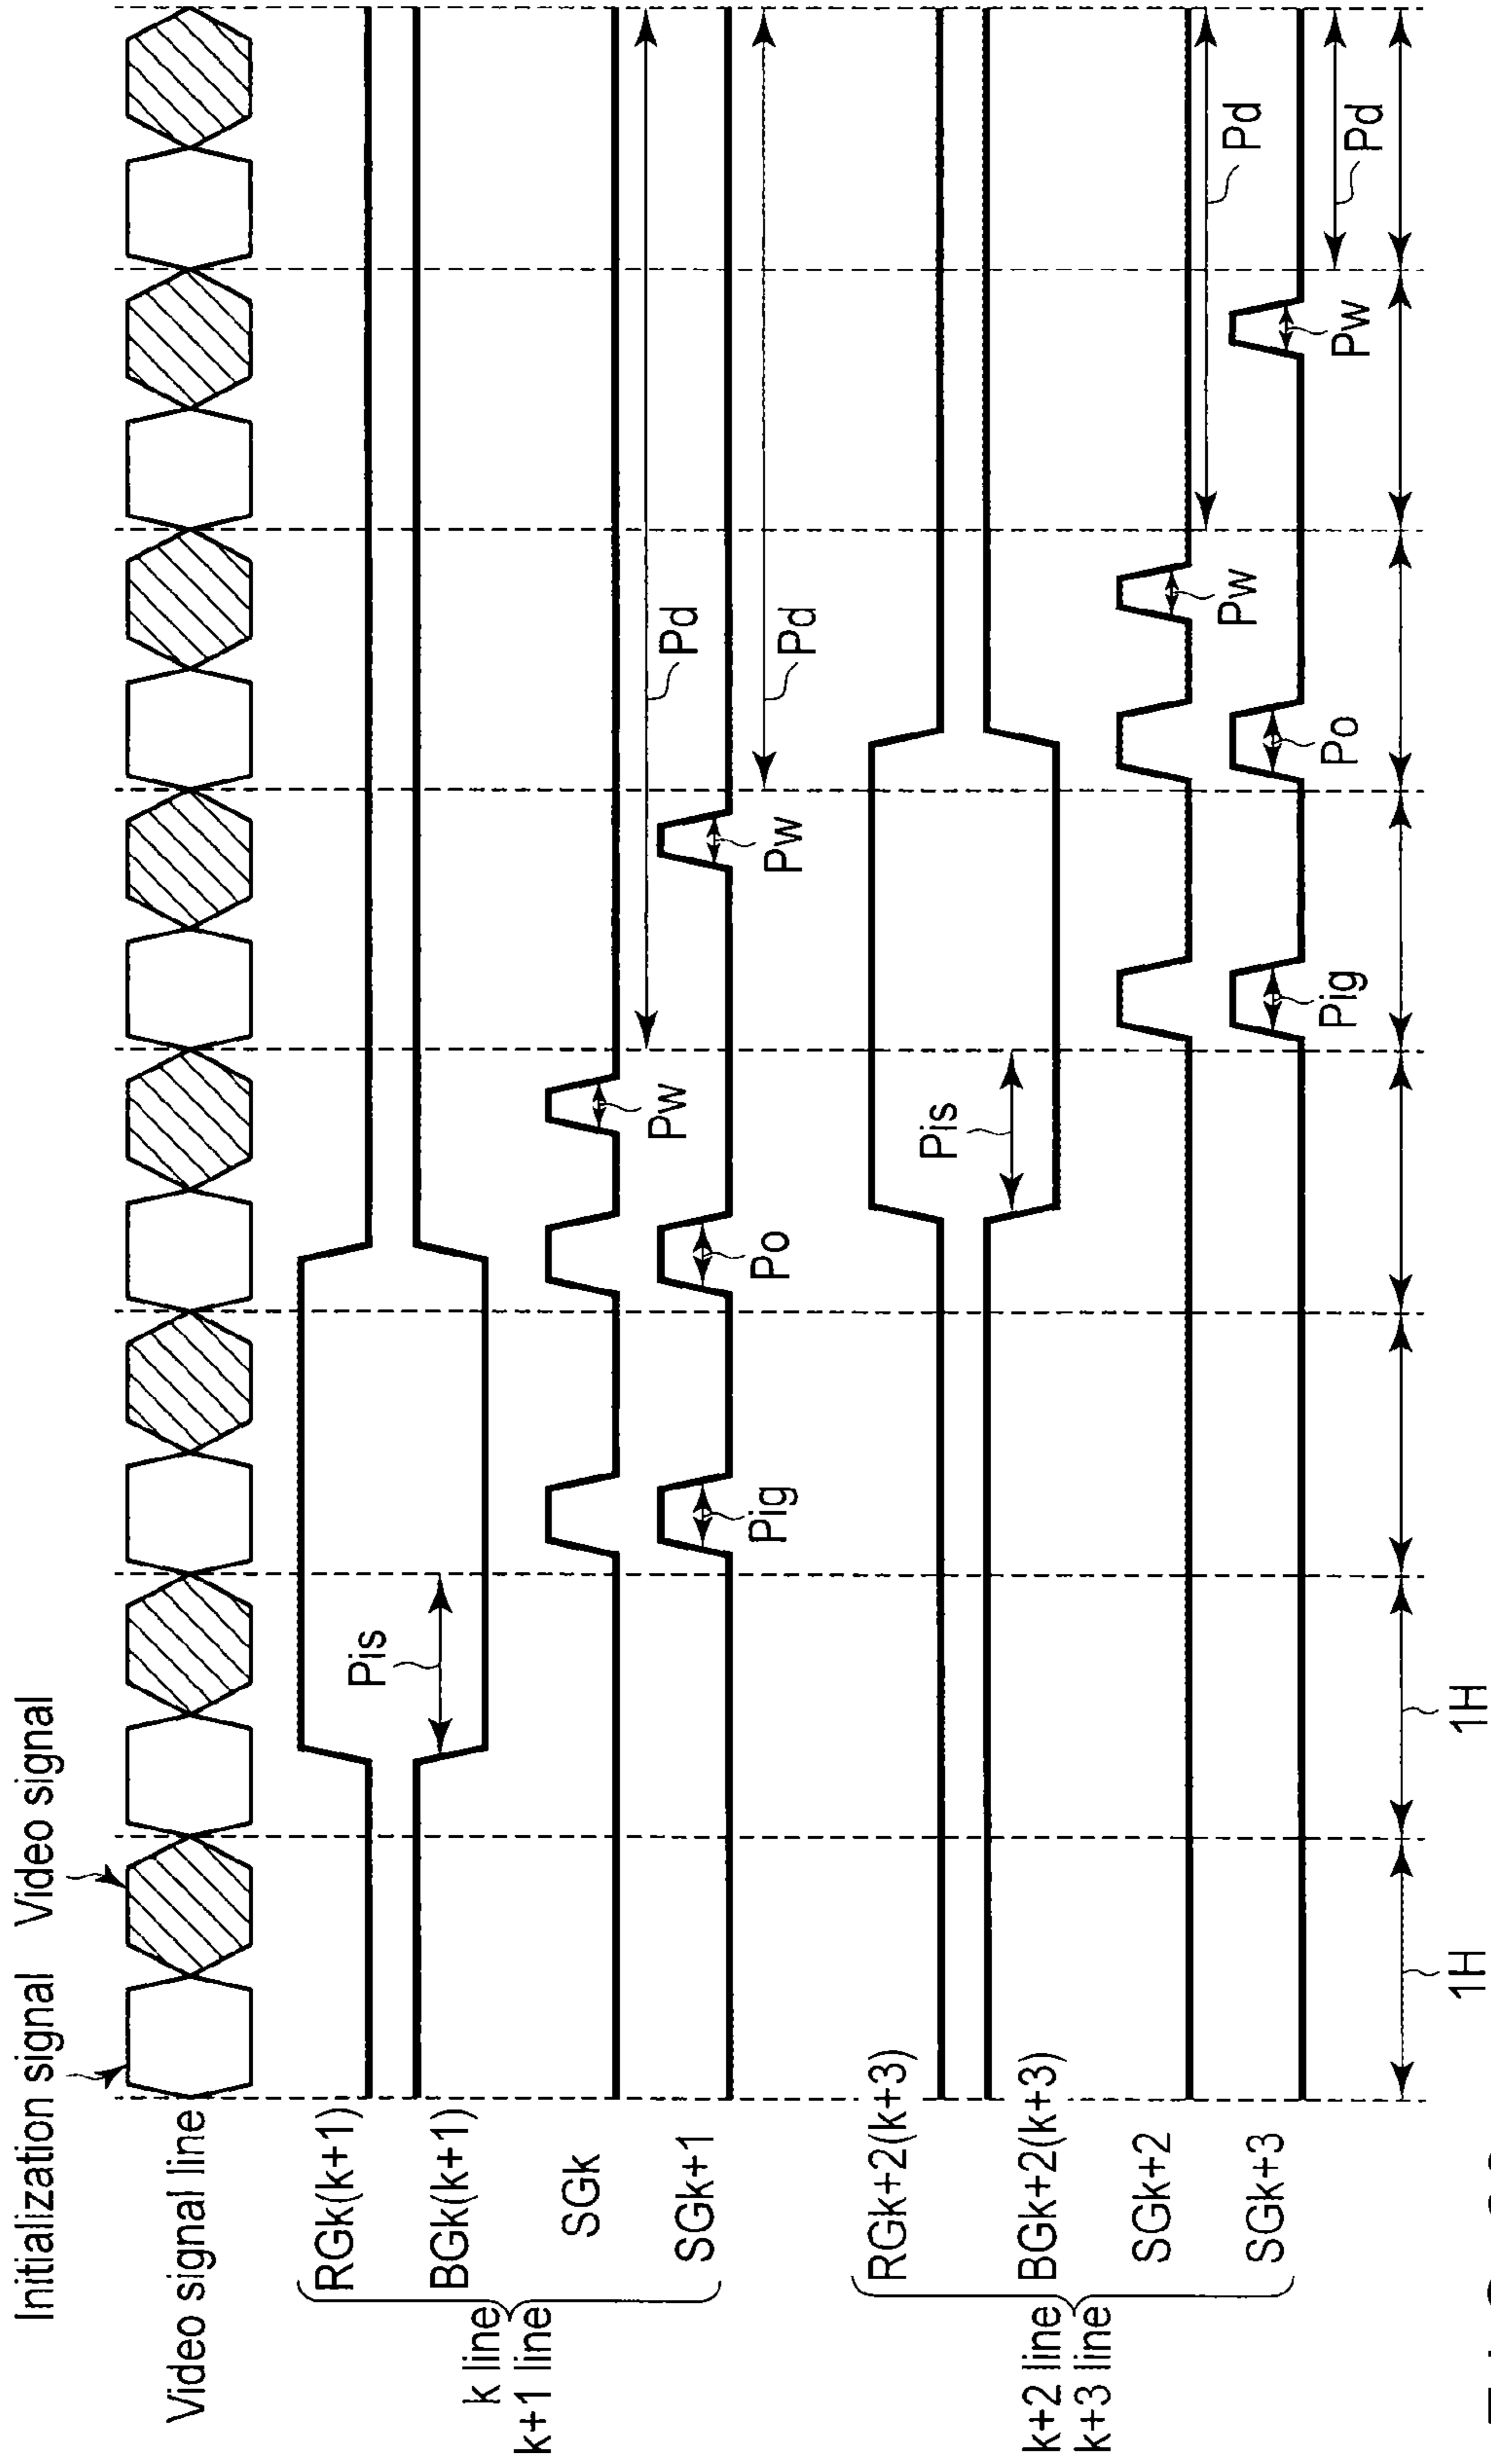 Initialization signal Video signal
Video signal line
RGk(k+1)
Pis
BGk(k+1)
k line
k+1 line
SGk
Pw
Pd
SGk+1
Pig
Po
Pw
Pd
RGk+2(k+3)
Pis
BGk+2(k+3)
k+2 line
k+3 line
SGk+2
Pw
Pd
SGk+3
Pig
Po
Pw
Pd
1H
1H